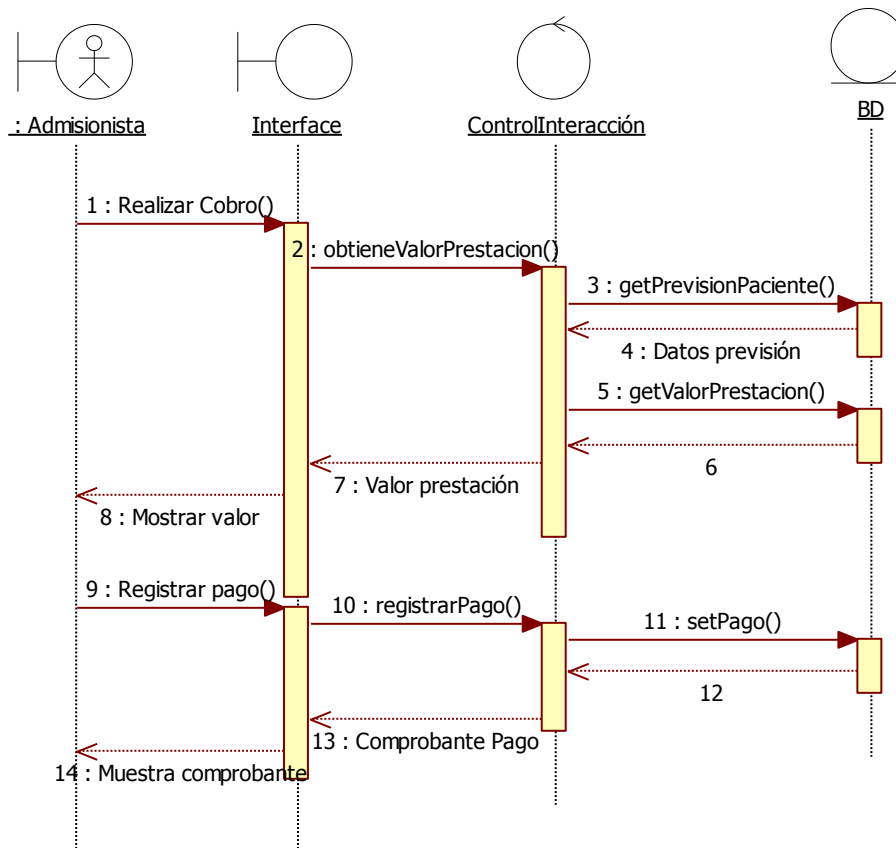 : Admisionista
Interface
ControlInteracción
BD
1 : Realizar Cobro()
2 : obtieneValorPrestacion()
3 : getPrevisionPaciente()
4 : Datos previsión
5 : getValorPrestacion()
6
7 : Valor prestación
8 : Mostrar valor
9 : Registrar pago()
10 : registrarPago()
11 : setPago()
12
13 : Comprobante Pago
14 : Muestra comprobante